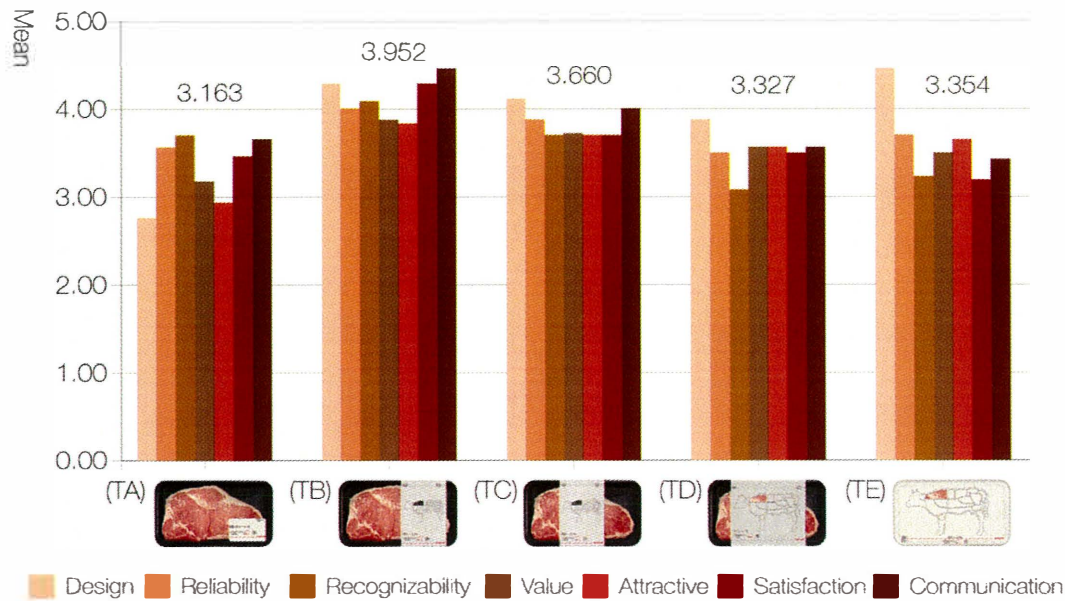 Mean
5.00
4.00
3.00
2.00
1.00
0.00
3.163
3.952
3.660
3.327
3.354
(TA)
(TB)
(TC)
(TD)
(TE)
Design
Reliability
Recognizability
Value
Attractive
Satisfaction
Communication